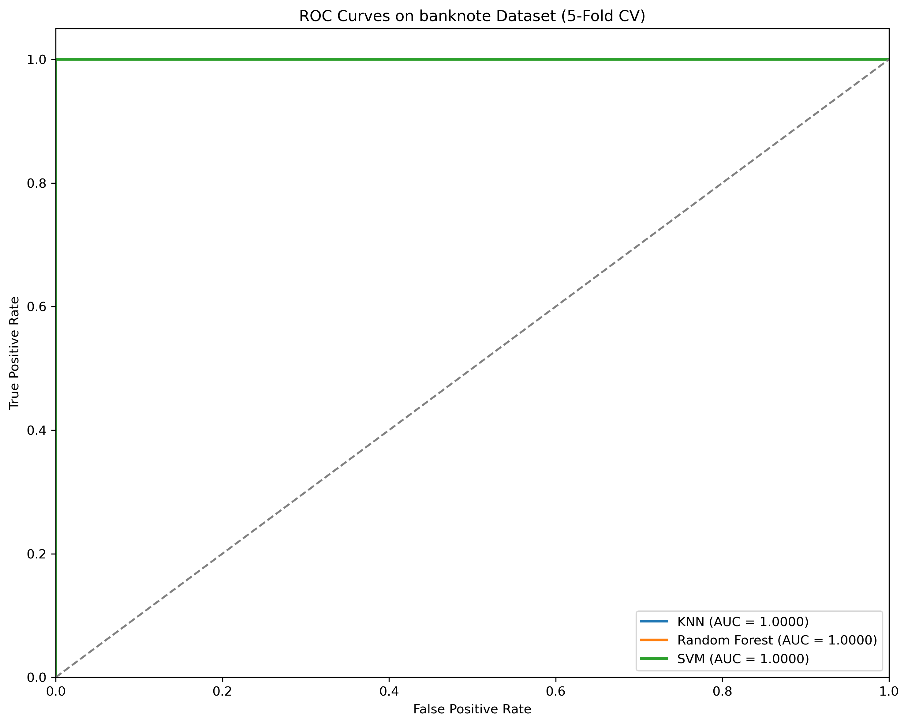 ROC Curves on banknote Dataset (5-Fold CV)
True Positive Rate
1.0
0.8
0.6
0.4
0.2
0.0
0.0 0.2 0.4 0.6 0.8 1.0
False Positive Rate
KNN (AUC = 1.0000)
Random Forest (AUC = 1.0000)
SVM (AUC = 1.0000)